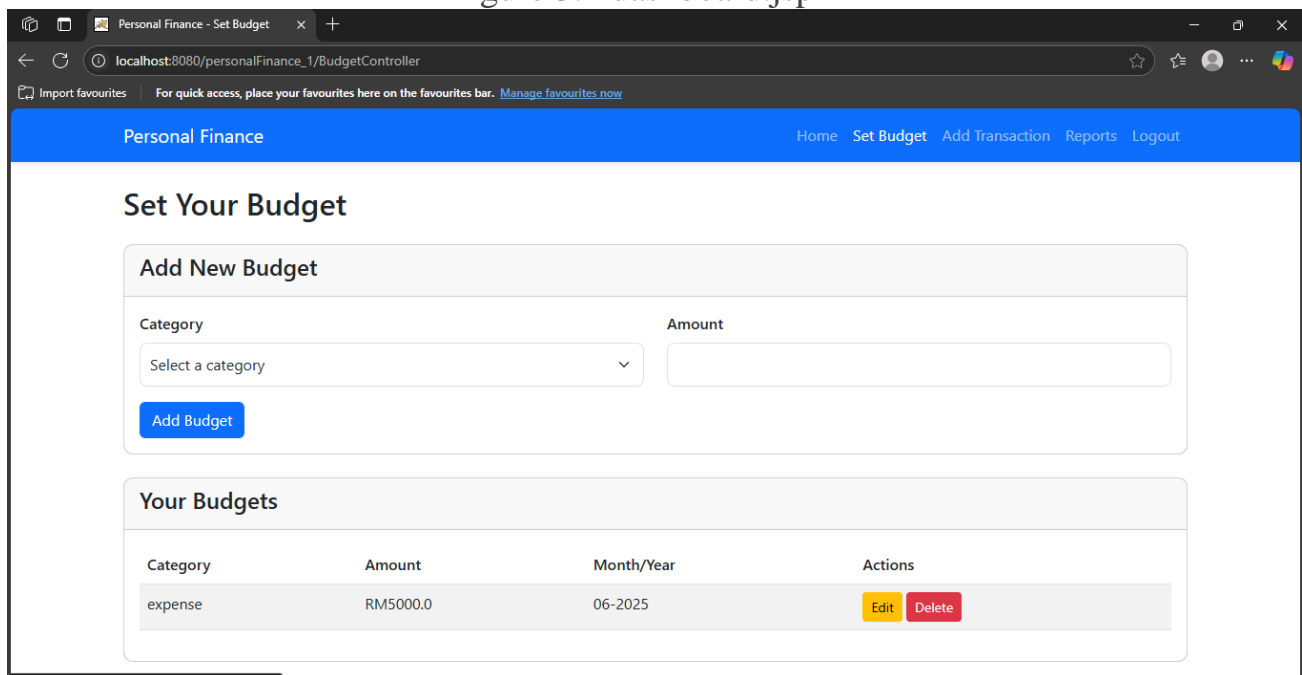 Personal Finance - Set Budget
localhost:8080/personalFinance_1/BudgetController
Import favourites For quick access, place your favourites here on the favourites bar. Manage favourites now
Personal Finance Home Set Budget Add Transaction Reports Logout
Set Your Budget
Add New Budget
Category Amount
Select a category
Add Budget
Your Budgets
Category Amount Month/Year Actions
expense RM5000.0 06-2025 Edit Delete